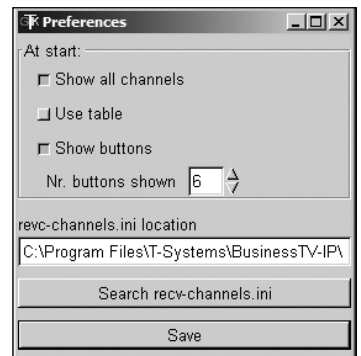 Preferences
At start:
Show all channels
Use table
Show buttons
Nr. buttons shown 6
revc-channels.ini location
C:\Program Files\T-Systems\BusinessTV-IP\
Search recv-channels.ini
Save